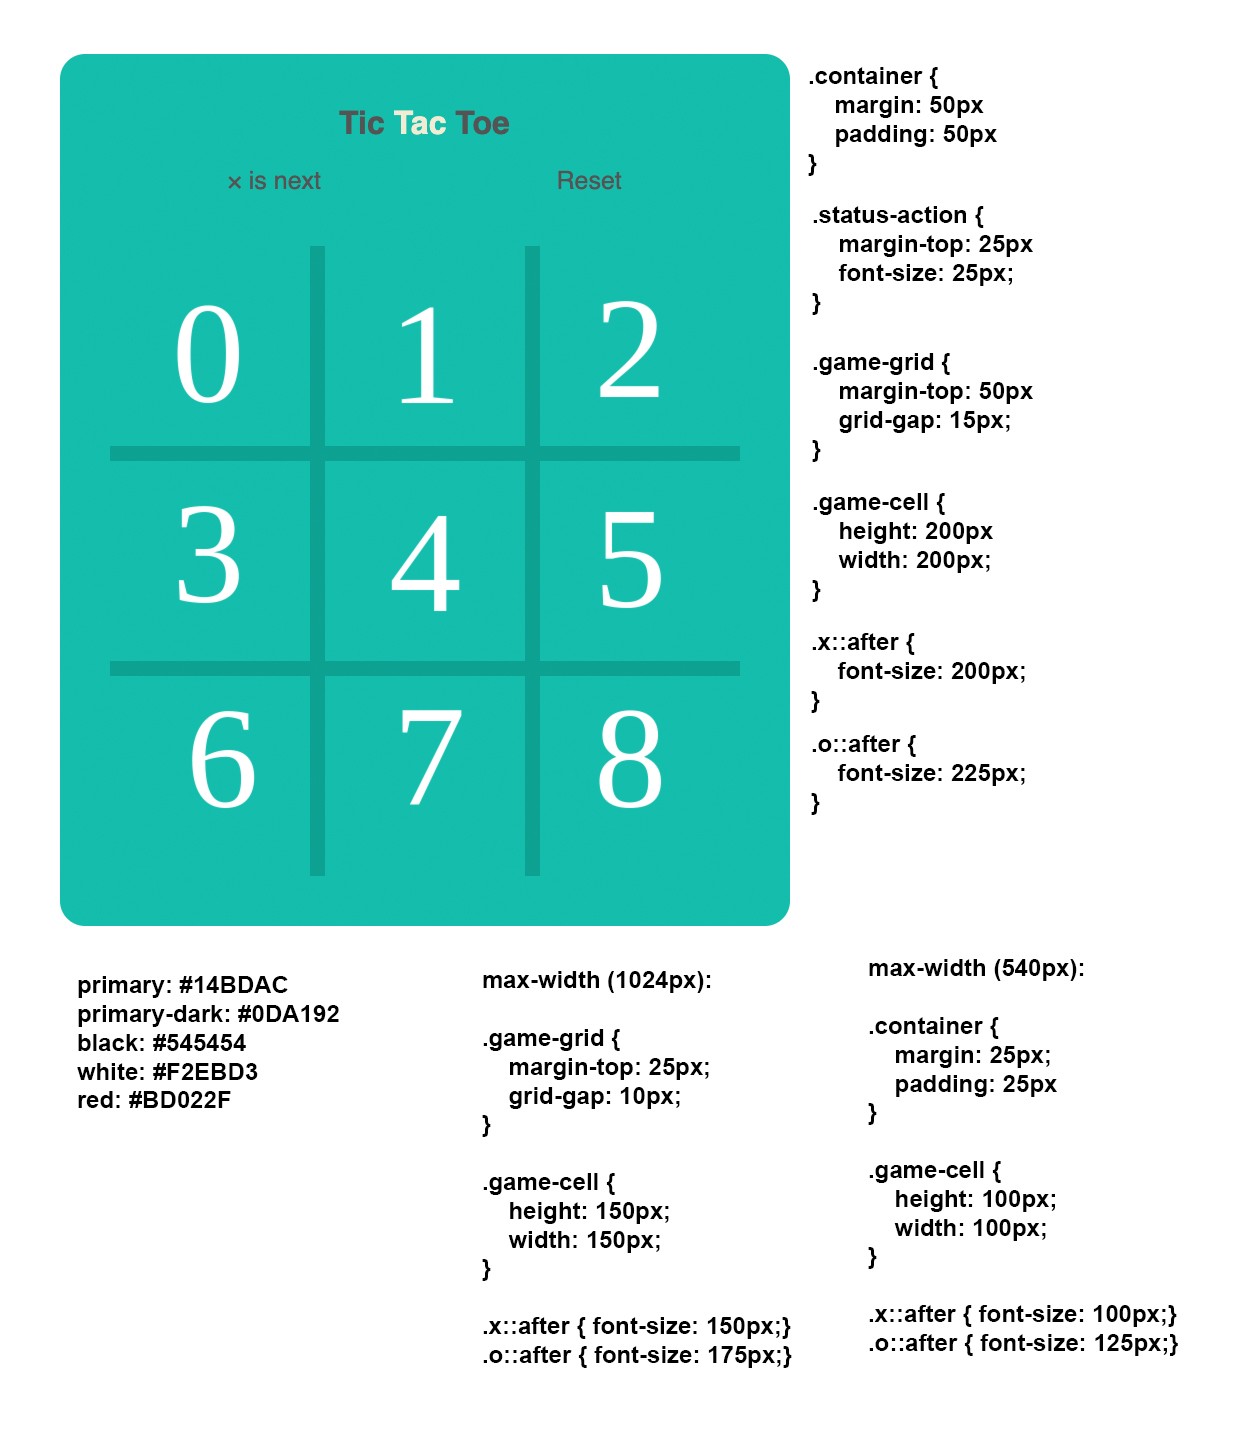 Tic Tac Toe
× is next Reset
0 1 2
3 4 5
6 7 8
.container {
margin: 50px
padding: 50px
}
.status-action {
margin-top: 25px
font-size: 25px;
}
.game-grid {
margin-top: 50px
grid-gap: 15px;
}
.game-cell {
height: 200px
width: 200px;
}
.x::after {
font-size: 200px;
}
.o::after {
font-size: 225px;
}
primary: #14BDAC
primary-dark: #0DA192
black: #545454
white: #F2EBD3
red: #BD022F
max-width (1024px):
.game-grid {
margin-top: 25px;
grid-gap: 10px;
}
.game-cell {
height: 150px;
width: 150px;
}
.x::after { font-size: 150px;}
.o::after { font-size: 175px;}
max-width (540px):
.container {
margin: 25px;
padding: 25px
}
.game-cell {
height: 100px;
width: 100px;
}
.x::after { font-size: 100px;}
.o::after { font-size: 125px;}